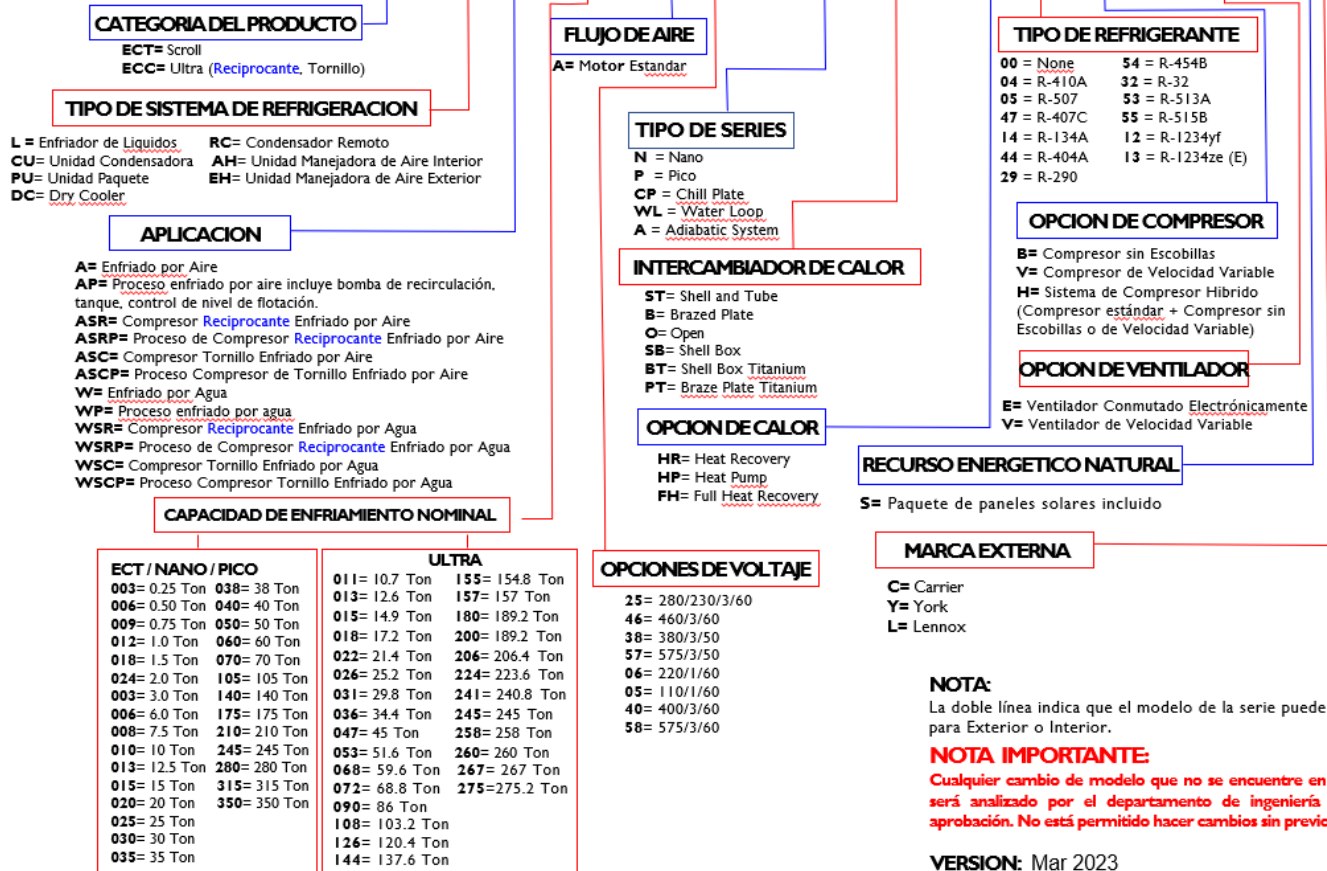 CATEGORIA DEL PRODUCTO
ECT= Scroll
ECC= Ultra (Reciprocante, Tornillo)
TIPO DE SISTEMA DE REFRIGERACION
L = Enfriador de Liquidos RC= Condensador Remoto
CU= Unidad Condensadora AH= Unidad Manejadora de Aire Interior
PU= Unidad Paquete EH= Unidad Manejadora de Aire Exterior
DC= Dry Cooler
APLICACION
A= Enfriado por Aire
AP= Proceso enfriado por aire incluye bomba de recirculación,
tanque, control de nivel de flotación.
ASR= Compresor Reciprocante Enfriado por Aire
ASRP= Proceso de Compresor Reciprocante Enfriado por Aire
ASC= Compresor Tornillo Enfriado por Aire
ASCP= Proceso Compresor de Tornillo Enfriado por Aire
W= Enfriado por Agua
WP= Proceso enfriado por agua
WSR= Compresor Reciprocante Enfriado por Agua
WSRP= Proceso de Compresor Reciprocante Enfriado por Agua
WSC= Compresor Tornillo Enfriado por Agua
WSCP= Proceso Compresor Tornillo Enfriado por Agua
CAPACIDAD DE ENFRIAMIENTO NOMINAL
ECT / NANO / PICO
003= 0.25 Ton 038= 38 Ton
006= 0.50 Ton 040= 40 Ton
009= 0.75 Ton 050= 50 Ton
012= 1.0 Ton 060= 60 Ton
018= 1.5 Ton 070= 70 Ton
024= 2.0 Ton 105= 105 Ton
003= 3.0 Ton 140= 140 Ton
006= 6.0 Ton 175= 175 Ton
008= 7.5 Ton 210= 210 Ton
010= 10 Ton 245= 245 Ton
013= 12.5 Ton 280= 280 Ton
015= 15 Ton 315= 315 Ton
020= 20 Ton 350= 350 Ton
025= 25 Ton
030= 30 Ton
035= 35 Ton
ULTRA
011= 10.7 Ton 155= 154.8 Ton
013= 12.6 Ton 157= 157 Ton
015= 14.9 Ton 180= 189.2 Ton
018= 17.2 Ton 200= 189.2 Ton
022= 21.4 Ton 206= 206.4 Ton
026= 25.2 Ton 224= 223.6 Ton
031= 29.8 Ton 241= 240.8 Ton
036= 34.4 Ton 245= 245 Ton
047= 45 Ton 258= 258 Ton
053= 51.6 Ton 260= 260 Ton
068= 59.6 Ton 267= 267 Ton
072= 68.8 Ton 275=275.2 Ton
090= 86 Ton
108= 103.2 Ton
126= 120.4 Ton
144= 137.6 Ton
FLUJO DE AIRE
A= Motor Estandar
TIPO DE SERIES
N = Nano
P = Pico
CP = Chill Plate
WL = Water Loop
A = Adiabatic System
INTERCAMBIADOR DE CALOR
ST= Shell and Tube
B= Brazed Plate
O= Open
SB= Shell Box
BT= Shell Box Titanium
PT= Braze Plate Titanium
OPCION DE CALOR
HR= Heat Recovery
HP= Heat Pump
FH= Full Heat Recovery
OPCIONES DE VOLTAJE
25= 280/230/3/60
46= 460/3/60
38= 380/3/50
57= 575/3/50
06= 220/1/60
05= 110/1/60
40= 400/3/60
58= 575/3/60
TIPO DE REFRIGERANTE
00 = None 54 = R-454B
04 = R-410A 32 = R-32
05 = R-507 53 = R-513A
47 = R-407C 55 = R-515B
14 = R-134A 12 = R-1234yf
44 = R-404A 13 = R-1234ze (E)
29 = R-290
OPCION DE COMPRESOR
B= Compresor sin Escobillas
V= Compresor de Velocidad Variable
H= Sistema de Compresor Hibrido
(Compresor estándar + Compresor sin
Escobillas o de Velocidad Variable)
OPCION DE VENTILADOR
E= Ventilador Conmutado Electrónicamente
V= Ventilador de Velocidad Variable
RECURSO ENERGETICO NATURAL
S= Paquete de paneles solares incluido
MARCA EXTERNA
C= Carrier
Y= York
L= Lennox
NOTA:
La doble línea indica que el modelo de la serie puede
para Exterior o Interior.
NOTA IMPORTANTE:
Cualquier cambio de modelo que no se encuentre en
será analizado por el departamento de ingeniería
aprobación. No está permitido hacer cambios sin previo
VERSION: Mar 2023